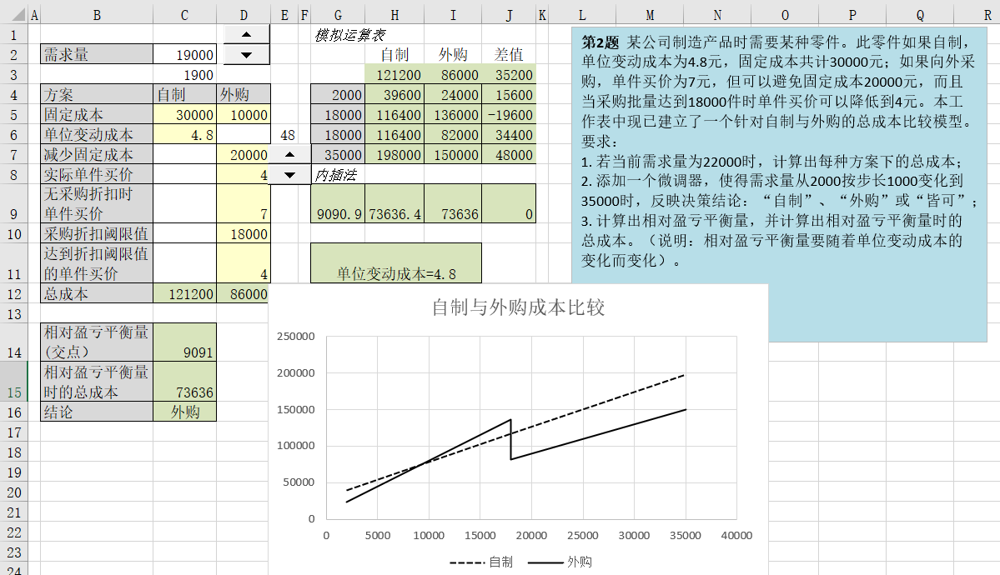 A B C D E F G H I J K L M N O P Q R
1 模拟运算表
2 需求量 19000 自制 外购 差值
3 1900 121200 86000 35200
4 方案 自制 外购 2000 39600 24000 15600
5 固定成本 30000 10000 18000 116400 136000 -19600
6 单位变动成本 4.8 48 18000 116400 82000 34400
7 减少固定成本 20000 35000 198000 150000 48000
8 实际单件买价 4 内插法
无采购折扣时
9 单件买价 7 9090.9 73636.4 73636 0
10 采购折扣阈限值 18000
达到折扣阈限值
11 的单件买价 4 单位变动成本=4.8
12 总成本 121200 86000
13
相对盈亏平衡量
14 (交点） 9091
相对盈亏平衡量
15 时的总成本 73636
16 结论 外购
17
18
19
20
21
22
23
24
第2题 某公司制造产品时需要某种零件。此零件如果自制，
单位变动成本为4.8元，固定成本共计30000元；如果向外采
购，单件买价为7元，但可以避免固定成本20000元，而且
当采购批量达到18000件时单件买价可以降低到4元。本工
作表中现已建立了一个针对自制与外购的总成本比较模型。
要求：
1. 若当前需求量为22000时，计算出每种方案下的总成本；
2. 添加一个微调器，使得需求量从2000按步长1000变化到
35000时，反映决策结论：“自制”、“外购”或“皆可”；
3. 计算出相对盈亏平衡量，并计算出相对盈亏平衡量时的
总成本。（说明：相对盈亏平衡量要随着单位变动成本的
变化而变化）。
自制与外购成本比较
250000
200000
150000
100000
50000
0
0 5000 10000 15000 20000 25000 30000 35000 40000
自制 外购